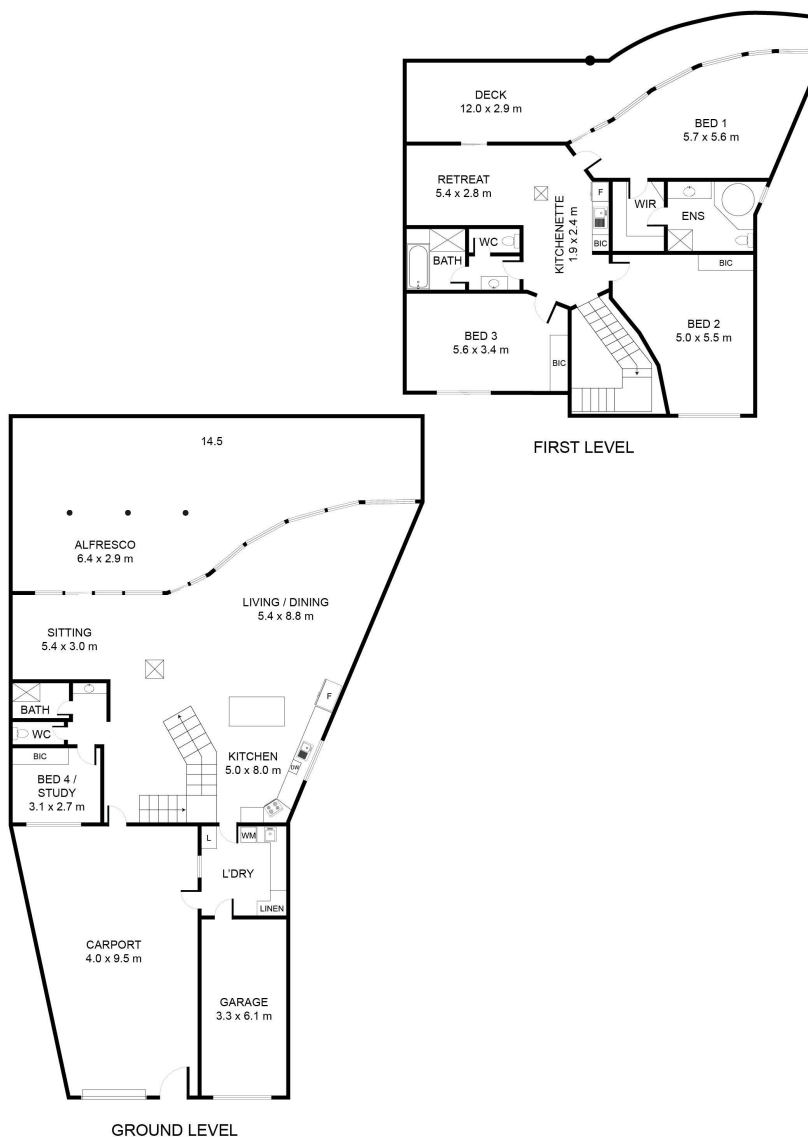 DECK
12.0 x 2.9 m
BED 1
5.7 x 5.6 m
RETREAT
5.4 x 2.8 m
F
WIR
ENS
KITCHENETTE
1.9 x 2.4 m
WC
BIC
BATH
BIC
BED 3
5.6 x 3.4 m
BED 2
5.0 x 5.5 m
BIC
FIRST LEVEL
14.5
ALFRESCO
6.4 x 2.9 m
LIVING / DINING
5.4 x 8.8 m
SITTING
5.4 x 3.0 m
F
BATH
WC
BIC
KITCHEN
5.0 x 8.0 m
DW
BED 4 /
STUDY
3.1 x 2.7 m
L
WM
L'DRY
LINEN
CARPORT
4.0 x 9.5 m
GARAGE
3.3 x 6.1 m
GROUND LEVEL